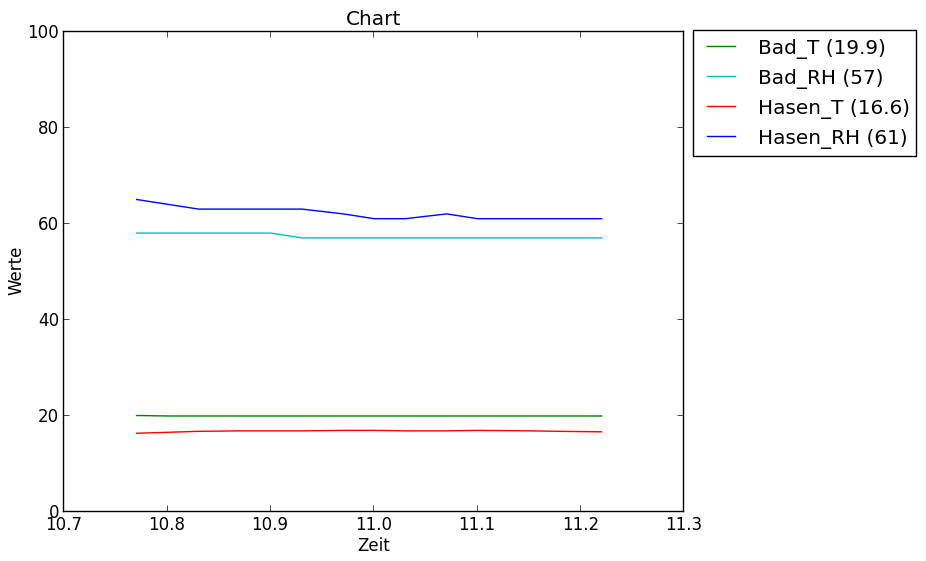 Chart
100
80
60
40
20
0
Werte
10.7 10.8 10.9 11.0 11.1 11.2 11.3
Zeit
Bad_T (19.9)
Bad_RH (57)
Hasen_T (16.6)
Hasen_RH (61)